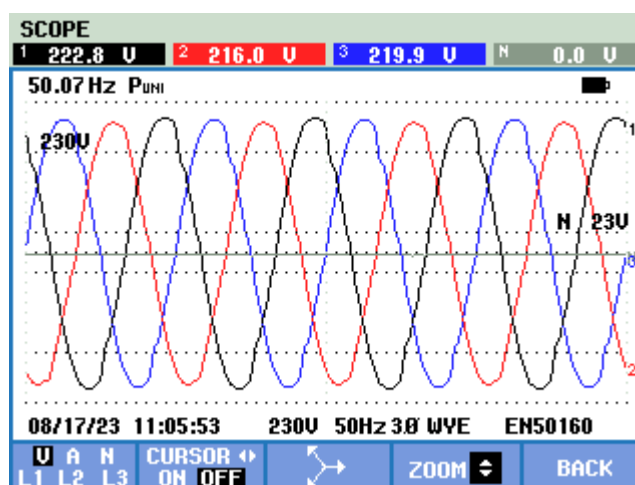 SCOPE
1 222.8 V 2 216.0 V 3 219.9 V N 0.0 V
50.07 Hz PUNI
1
230V
N 23V
3
2
08/17/23 11:05:53 230V 50Hz 3Ø WYE EN50160
V A N CURSOR ZOOM BACK
L1 L2 L3 ON OFF